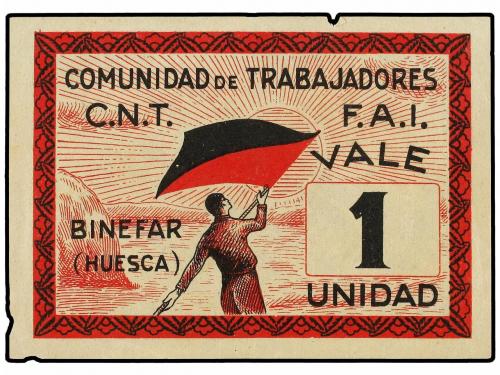 COMUNIDAD DE TRABAJADORES
C.N.T. F.A.I.
VALE
1
UNIDAD
BINEFAR
(HUESCA)